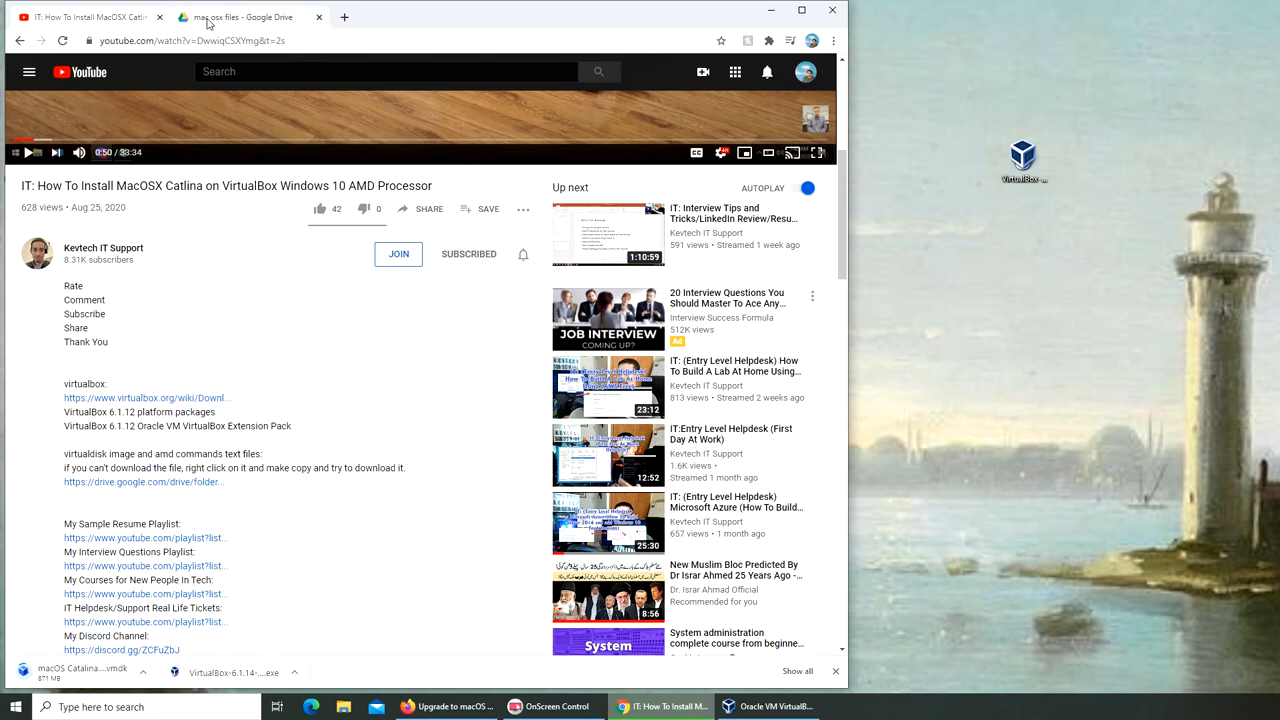 IT: How To Install MacOSX Catlin
mac osx files - Google Drive
youtube.com/watch?v=DwwiqCSXYmg&t=2s
YouTube
Search
0:50 / 33:34
IT: How To Install MacOSX Catlina on VirtualBox Windows 10 AMD Processor
628 views • Aug 25, 2020
42
0
SHARE
SAVE
Kevtech IT Support
8.31K subscribers
JOIN
SUBSCRIBED
Rate
Comment
Subscribe
Share
Thank You
virtualbox:
https://www.virtualbox.org/wiki/Downl...
VirtualBox 6.1.12 platform packages
VirtualBox 6.1.12 Oracle VM VirtualBox Extension Pack
virtualdisk image and amd commands text files:
if you can't download the file, right click on it and make copy and try to download it.
https://drive.google.com/drive/folder...
My Sample Resume Playlist:
https://www.youtube.com/playlist?list...
My Interview Questions Playlist:
https://www.youtube.com/playlist?list...
My Courses for New People In Tech:
https://www.youtube.com/playlist?list...
IT Helpdesk/Support Real Life Tickets:
https://www.youtube.com/playlist?list...
My Discord Channel:
https://discord.gg/ZCFuZbJ
Up next
AUTOPLAY
IT: Interview Tips and
Tricks/LinkedIn Review/Resu...
Kevtech IT Support
591 views • Streamed 1 week ago
1:10:59
20 Interview Questions You
Should Master To Ace Any...
Interview Success Formula
512K views
Ad
JOB INTERVIEW
COMING UP?
IT: (Entry Level Helpdesk) How
To Build A Lab At Home Using...
Kevtech IT Support
813 views • Streamed 2 weeks ago
23:12
IT:Entry Level Helpdesk (First
Day At Work)
Kevtech IT Support
1.6K views •
Streamed 1 month ago
12:52
IT: (Entry Level Helpdesk)
Microsoft Azure (How To Build...
Kevtech IT Support
657 views • 1 month ago
25:30
New Muslim Bloc Predicted By
Dr Israr Ahmed 25 Years Ago -...
Dr. Israr Ahmad Official
Recommended for you
8:56
System administration
complete course from beginne...
System
VirtualBox -...
macOS Catalina....vmdk
871 MB
VirtualBox-6.1.14-....exe
Show all
Type here to search
Upgrade to macOS ...
OnScreen Control
IT: How To Install M...
Oracle VM VirtualB...